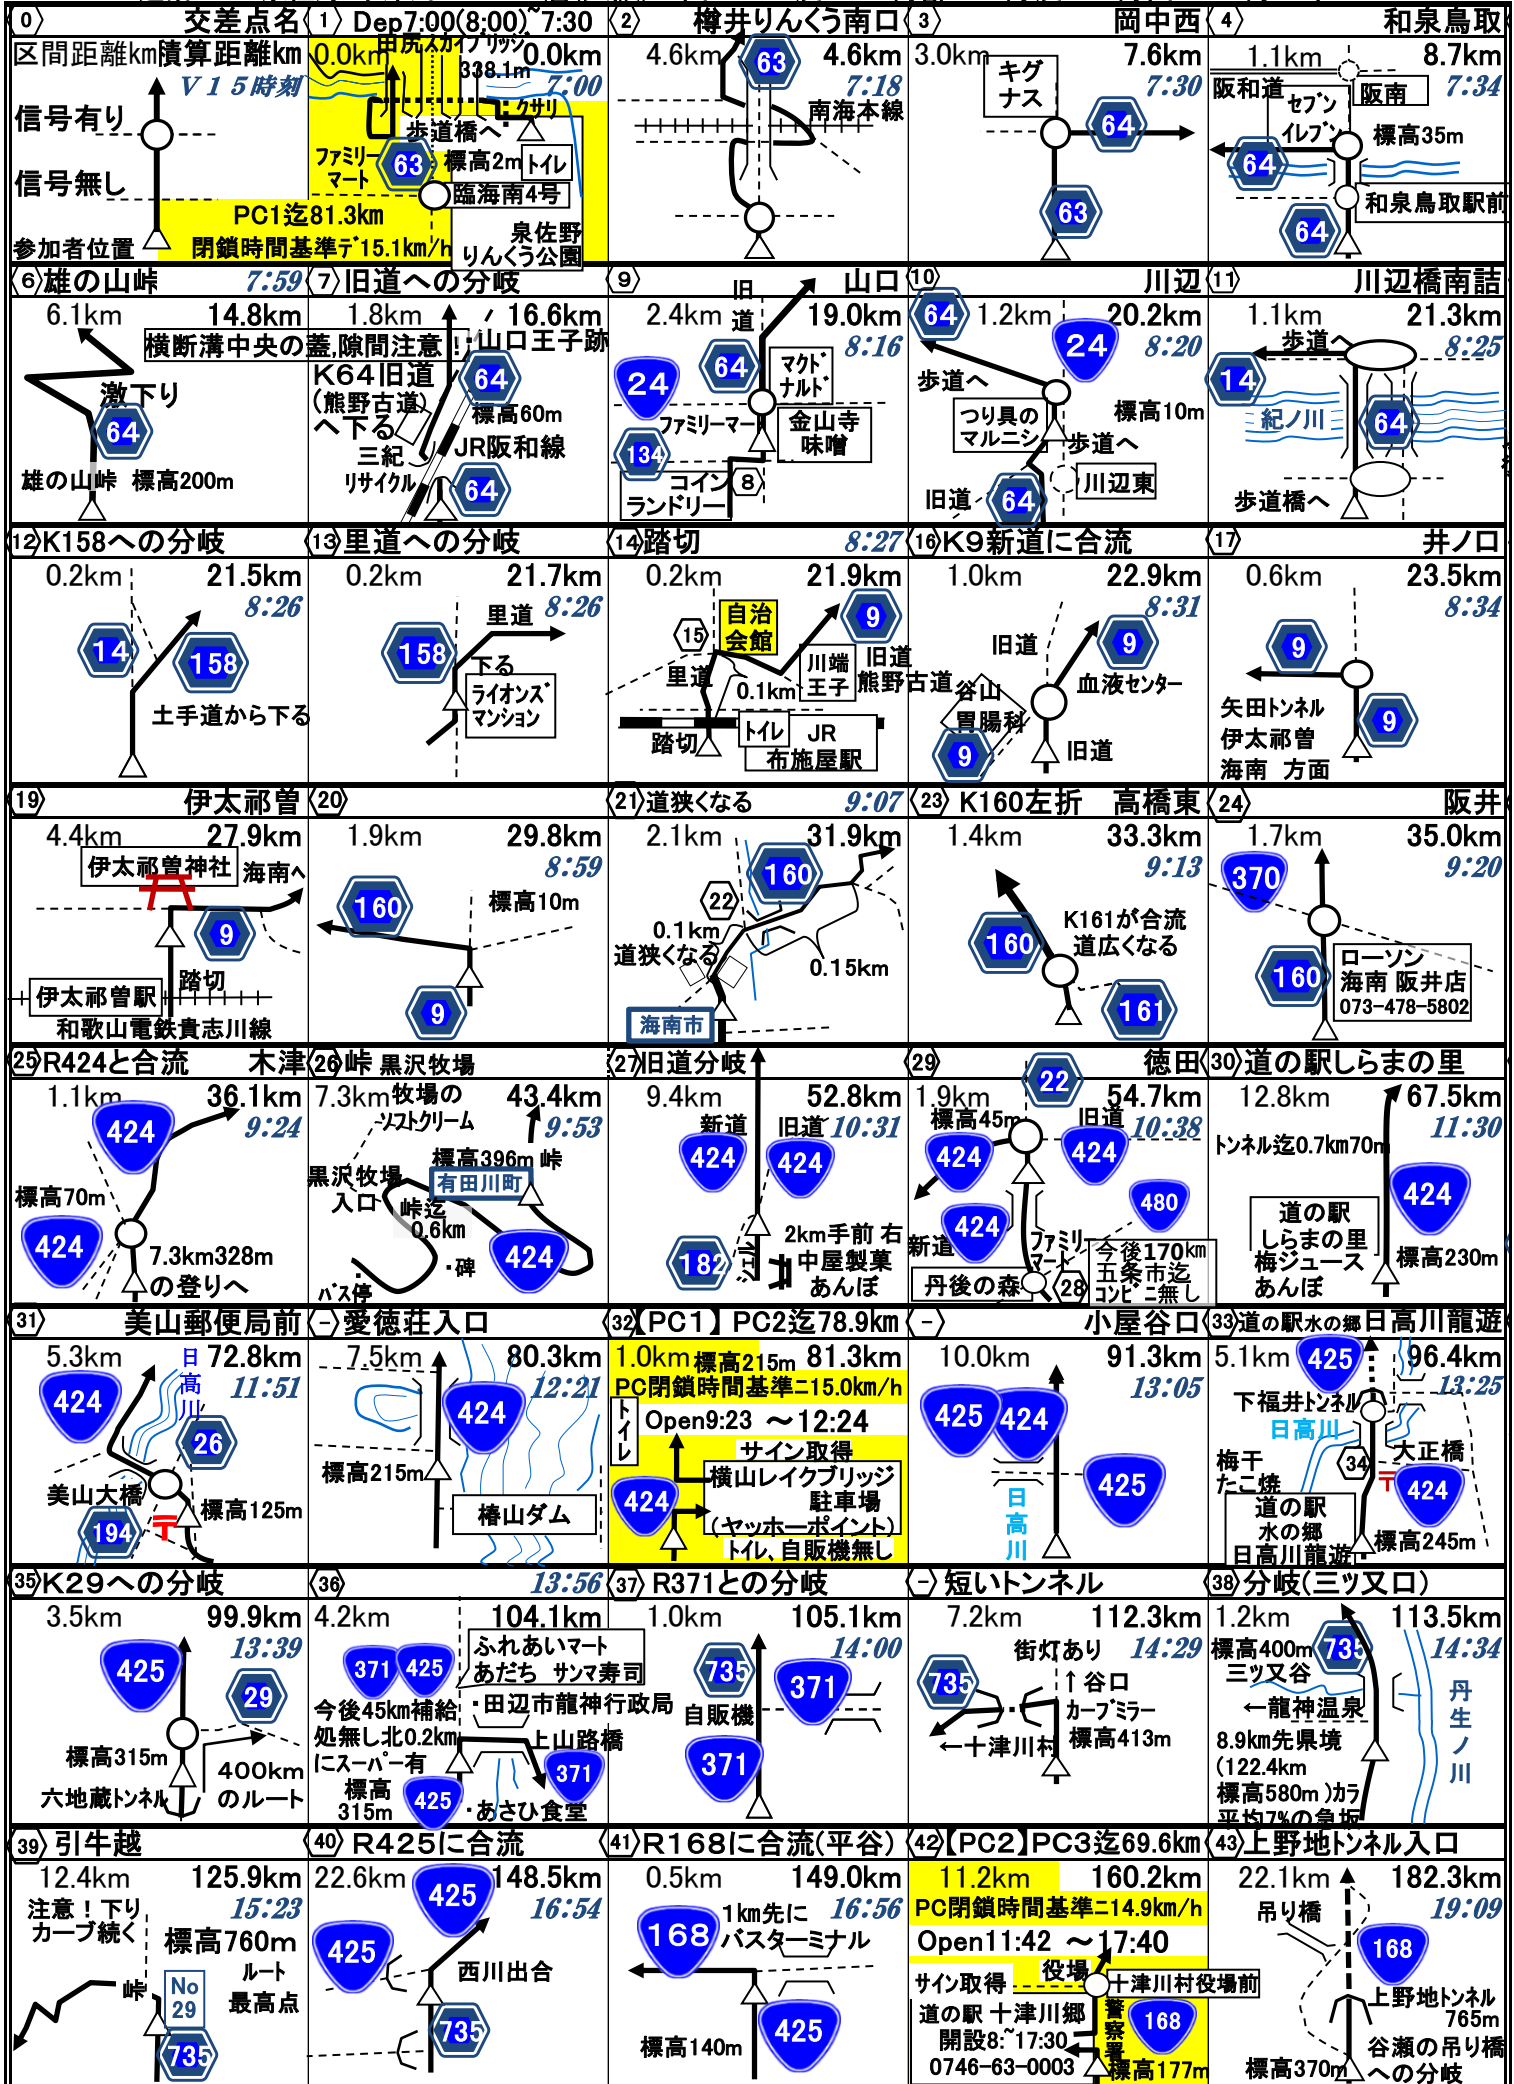 0 交差点名
区間距離km 積算距離km
V15時刻
信号有り
信号無し
参加者位置
PC1迄81.3km
閉鎖時間基準ﾃﾞ15.1km/h
1 Dep7:00(8:00)~7:30
0.0km 田尻スカイブリッジ 0.0km
338.1m 7:00
クサリ
歩道橋へ
ファミリー
マート
63 標高2m トイレ
臨海南4号
泉佐野
りんくう公園
2 樽井りんくう南口
4.6km 63 4.6km
7:18
南海本線
3 岡中西
3.0km 7.6km
キグ
ナス
7:30
64
63
4 和泉鳥取
1.1km 8.7km
7:34
阪和道 阪南
セブン
イレブン
標高35m
64
和泉鳥取駅前
64
6 雄の山峠 7:59
6.1km 14.8km
横断溝中央の蓋,隙間注意!!
激下り
64
雄の山峠 標高200m
7 旧道への分岐
1.8km 16.6km
山口王子跡
K64旧道
(熊野古道)
へ下る
64
標高60m
JR阪和線
三紀
リサイクル
64
9 山口
旧
道
2.4km 19.0km
8:16
64
24
マクド
ナルド
ファミリーマー
金山寺
味噌
134
コイン
ランドリー
8
10 川辺
64 1.2km 20.2km
24 8:20
歩道へ
つり具の
マルニシ
標高10m
歩道へ
川辺東
旧道 64
11 川辺橋南詰
1.1km 21.3km
歩道へ 8:25
14
紀ノ川 64
歩道橋へ
12 K158への分岐
0.2km 21.5km
8:26
14 158
土手道から下る
13 里道への分岐
0.2km 21.7km
8:26
里道
158
下る
ライオンズ
マンション
14 踏切 8:27
0.2km 21.9km
自治
会館
9
15
里道
川端
王子
旧道
熊野古道
0.1km
踏切 トイレ JR
布施屋駅
16 K9新道に合流
1.0km 22.9km
8:31
旧道 9
血液センター
谷山
胃腸科
9 旧道
17 井ノ口
0.6km 23.5km
8:34
9
矢田トンネル
伊太祁曽
海南 方面
9
19 伊太祁曽
4.4km 27.9km
伊太祁曽神社 海南へ
9
踏切
伊太祁曽駅
和歌山電鉄貴志川線
20
1.9km 29.8km
8:59
160 標高10m
9
21 道狭くなる 9:07
2.1km 31.9km
160
22
0.1km
道狭くなる
0.15km
海南市
23 K160左折 高橋東
1.4km 33.3km
9:13
K161が合流
道広くなる
160
161
24 阪井
1.7km 35.0km
9:20
370
160
ローソン
海南 阪井店
073-478-5802
25 R424と合流 木津
1.1km 36.1km
9:24
424
標高70m
424
7.3km328m
の登りへ
26 峠 黒沢牧場
7.3km 牧場の 43.4km
ソフトクリーム 9:53
標高396m 峠
黒沢牧場
入口
有田川町
峠迄
0.6km
424
・碑
バス停
27 旧道分岐
9.4km 52.8km
新道 旧道 10:31
424 424
182
シェル
2km手前 右
中屋製菓
あんぽ
29 徳田
22
1.9km 54.7km
標高45m 旧道 10:38
424 424
480
424
新道
ファミリ
マート
丹後の森 28
今後170km
五条市迄
コンビニ無し
30 道の駅しらまの里
12.8km 67.5km
11:30
トンネル迄0.7km70m
424
道の駅
しらまの里
梅ジュース
あんぽ
標高230m
31 美山郵便局前
5.3km 72.8km
日
高
川
11:51
424
26
美山大橋
標高125m
194
- 愛徳荘入口
7.5km 80.3km
12:21
424
標高215m
椿山ダム
32 【PC1】 PC2迄78.9km
1.0km 標高215m 81.3km
PC閉鎖時間基準ﾆ15.0km/h
トイレ
Open9:23 ～12:24
サイン取得
横山レイクブリッジ
駐車場
(ヤッホーポイント)
424
トイレ、自販機無し
- 小屋谷口
10.0km 91.3km
13:05
425 424
425
日
高
川
33 道の駅水の郷 日高川龍遊
5.1km 425 96.4km
13:25
下福井トンネル
日高川
34 大正橋
梅干
たこ焼
424
道の駅
水の郷
日高川龍遊
標高245m
35 K29への分岐
3.5km 99.9km
13:39
425
29
標高315m
400km
のルート
六地蔵トンネル
36 13:56
4.2km 104.1km
371 425
ふれあいマート
あだち サンマ寿司
・田辺市龍神行政局
今後45km補給
処無し北0.2km
にスーパー有
上山路橋
標高
315m
425
371
・あさひ食堂
37 R371との分岐
1.0km 105.1km
14:00
735
371
自販機
371
- 短いトンネル
7.2km 112.3km
街灯あり 14:29
735
↑谷口
カーブミラー
←十津川村 標高413m
38 分岐(三ッ又口)
1.2km 113.5km
標高400m 735 14:34
三ッ又谷
←龍神温泉
丹
生
ノ
川
8.9km先県境
(122.4km
標高580m)カラ
平均7%の急坂
39 引牛越
12.4km 125.9km
15:23
注意！下り
カーブ続く
標高760m
ルート
最高点
峠 No
29
735
40 R425に合流
22.6km 425 148.5km
16:54
425
西川出合
735
41 R168に合流(平谷)
0.5km 149.0km
16:56
168 1km先に
バスターミナル
425
標高140m
42 【PC2】PC3迄69.6km
11.2km 160.2km
PC閉鎖時間基準ﾆ14.9km/h
Open11:42 ～17:40
サイン取得 役場
十津川村役場前
道の駅 十津川郷
開設8:~17:30
0746-63-0003
警
察
署
168
標高177m
43 上野地トンネル入口
22.1km 182.3km
吊り橋 19:09
168
上野地トンネル
765m
谷瀬の吊り橋
への分岐
標高370m